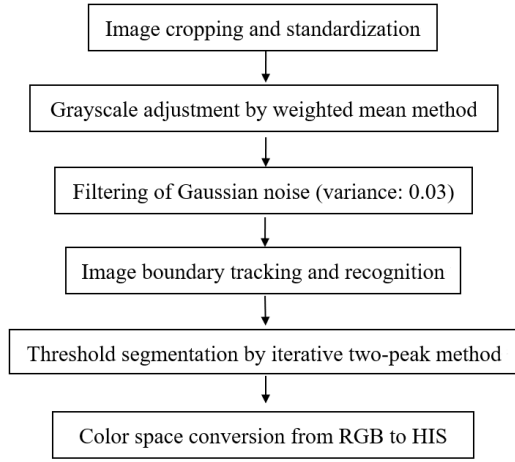 Image cropping and standardization
Grayscale adjustment by weighted mean method
Filtering of Gaussian noise (variance: 0.03)
Image boundary tracking and recognition
Threshold segmentation by iterative two-peak method
Color space conversion from RGB to HIS